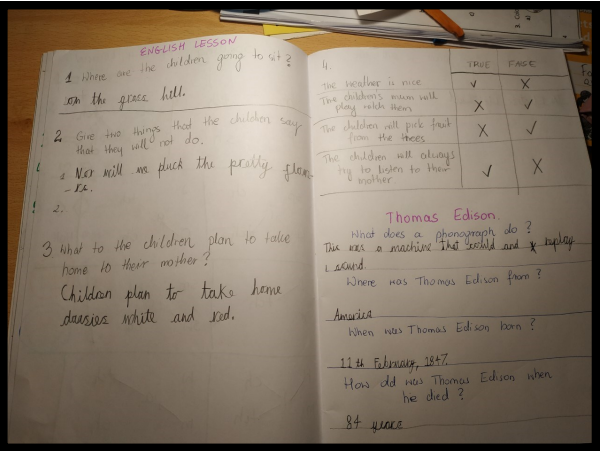 ENGLISH LESSON
1 Where are the children going to sit?
on the grass hell.
2 Give two things that the children say
that they will not do.
1 Nor will we pluck the pretty flow-
-rs.
2.
3 What to the children plan to take
home to their mother?
Children plan to take home
daisies white and red.
4.
TRUE FALSE
The weather is nice ✓ X
The children's mum will
play with theirs X ✓
The children will pick fruit
from the trees X ✓
The children will always
try to listen to their
mother. ✓ X
Thomas Edison.
What does a phonograph do?
This was a machine that could and replay
sound.
Where was Thomas Edison from?
America
When was Thomas Edison born?
11th February, 1847.
How old was Thomas Edison when
he died?
84 years